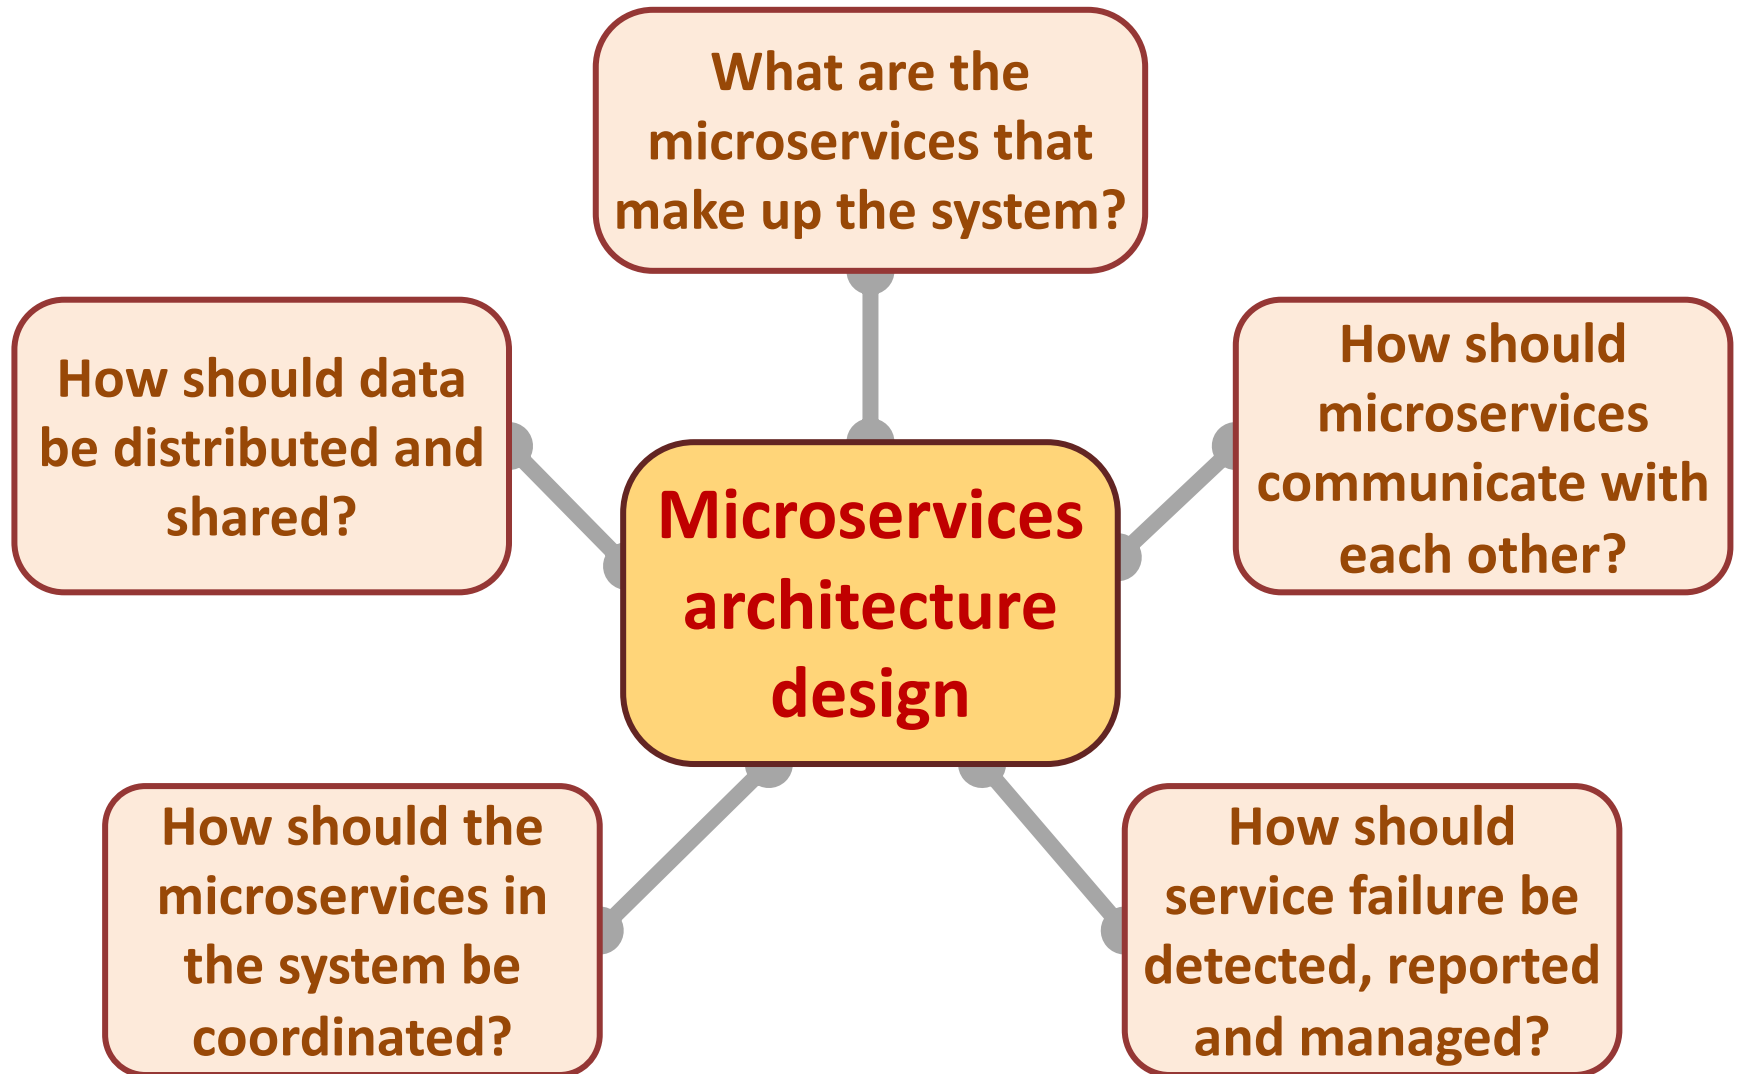 What are the
microservices that
make up the system?
How should data
be distributed and
shared?
How should
microservices
communicate with
each other?
Microservices
architecture
design
How should the
microservices in
the system be
coordinated?
How should
service failure be
detected, reported
and managed?